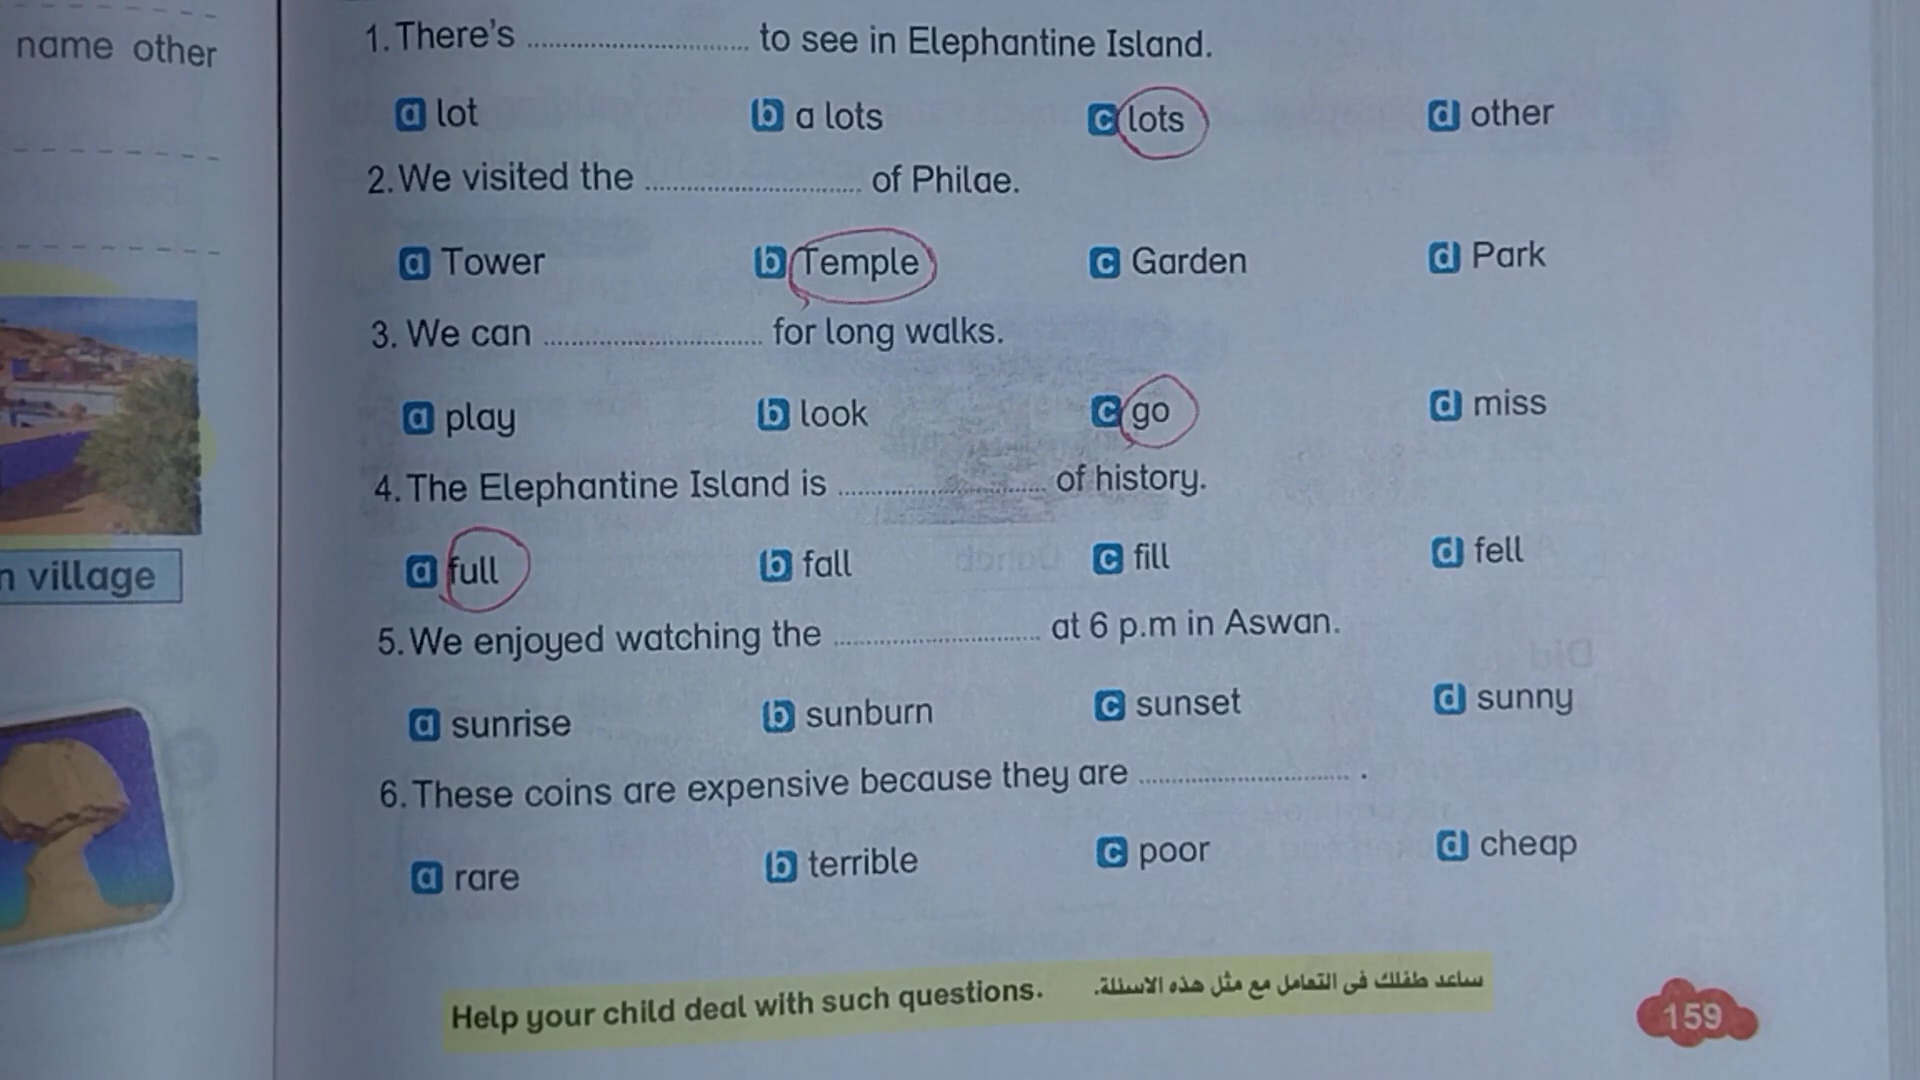 name other
n village
1. There's ............................ to see in Elephantine Island.
a lot b a lots c lots d other
2. We visited the ............................ of Philae.
a Tower b Temple c Garden d Park
3. We can ............................ for long walks.
a play b look c go d miss
4. The Elephantine Island is ............................ of history.
a full b fall c fill d fell
5. We enjoyed watching the ............................ at 6 p.m in Aswan.
a sunrise b sunburn c sunset d sunny
6. These coins are expensive because they are ............................ .
a rare b terrible c poor d cheap
Help your child deal with such questions. ساعد طفلك فى التعامل مع مثل هذه الاسئلة.
159